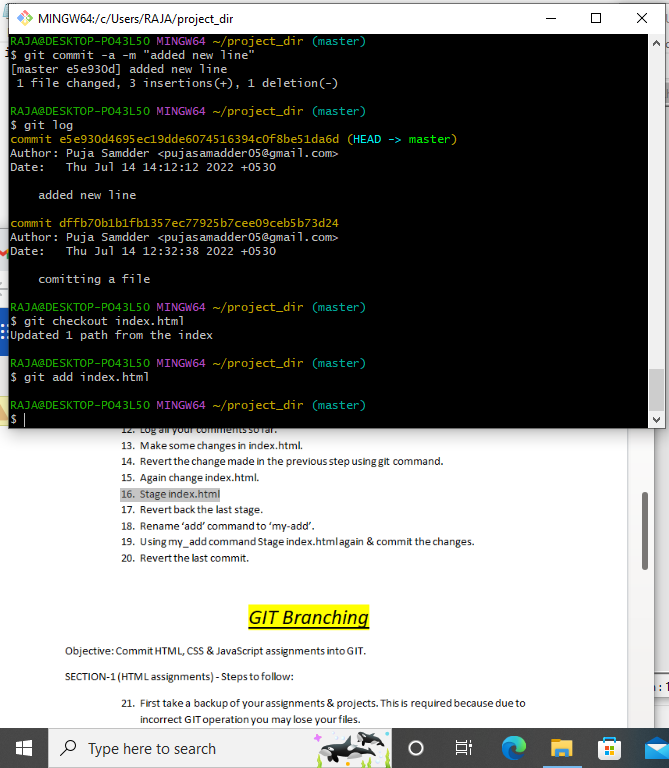 MINGW64:/c/Users/RAJA/project_dir
RAJA@DESKTOP-PO43L50 MINGW64 ~/project_dir (master)
$ git commit -a -m "added new line"
[master e5e930d] added new line
 1 file changed, 3 insertions(+), 1 deletion(-)
RAJA@DESKTOP-PO43L50 MINGW64 ~/project_dir (master)
$ git log
commit e5e930d4695ec19dde6074516394c0f8be51da6d (HEAD -> master)
Author: Puja Samdder <pujasamadder05@gmail.com>
Date:   Thu Jul 14 14:12:12 2022 +0530
    added new line
commit dffb70b1b1fb1357ec77925b7cee09ceb5b73d24
Author: Puja Samdder <pujasamadder05@gmail.com>
Date:   Thu Jul 14 12:32:38 2022 +0530
    comitting a file
RAJA@DESKTOP-PO43L50 MINGW64 ~/project_dir (master)
$ git checkout index.html
Updated 1 path from the index
RAJA@DESKTOP-PO43L50 MINGW64 ~/project_dir (master)
$ git add index.html
RAJA@DESKTOP-PO43L50 MINGW64 ~/project_dir (master)
$
12. Log all your comments so far.
13. Make some changes in index.html.
14. Revert the change made in the previous step using git command.
15. Again change index.html.
16. Stage index.html
17. Revert back the last stage.
18. Rename ‘add’ command to ‘my-add’.
19. Using my_add command Stage index.html again & commit the changes.
20. Revert the last commit.
GIT Branching
Objective: Commit HTML, CSS & JavaScript assignments into GIT.
SECTION-1 (HTML assignments) - Steps to follow:
21. First take a backup of your assignments & projects. This is required because due to
incorrect GIT operation you may lose your files.
Type here to search